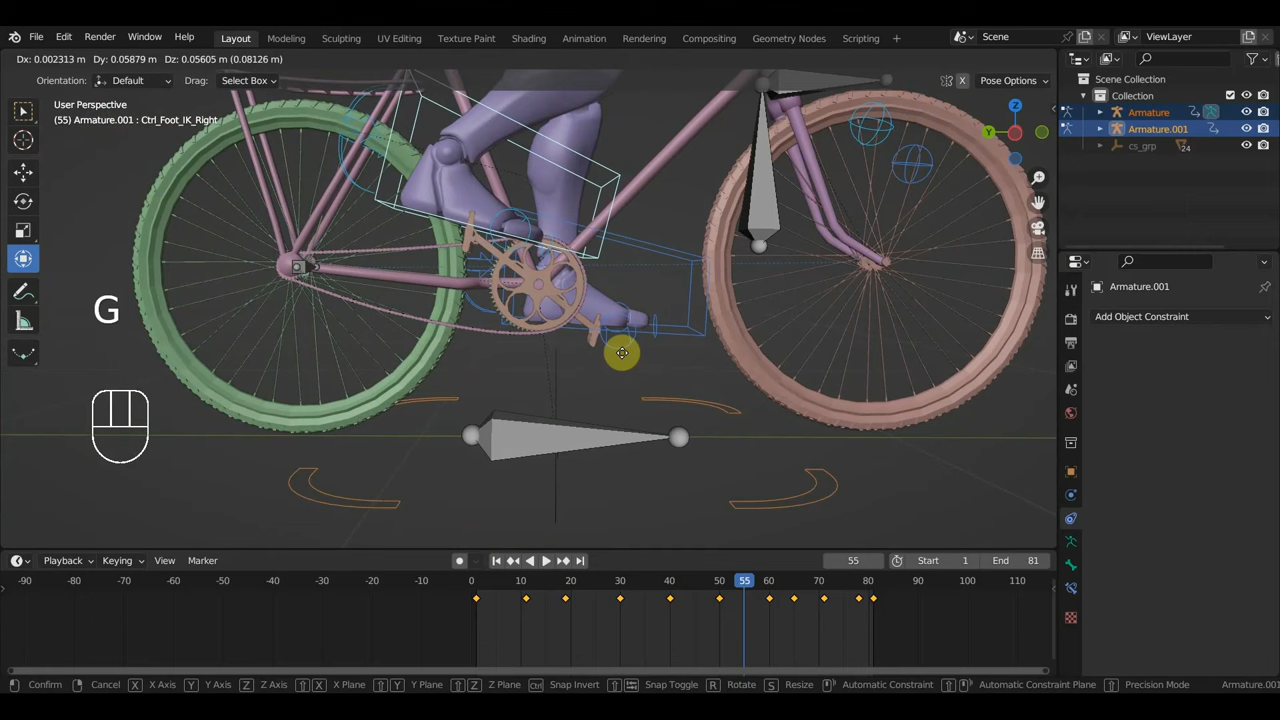 File Edit Render Window Help Layout Modeling Sculpting UV Editing Texture Paint Shading Animation Rendering Compositing Geometry Nodes Scripting + Scene ViewLayer
Dx: 0.002313 m Dy: 0.05879 m Dz: 0.05605 m (0.08126 m)
Orientation: Default Drag: Select Box X Pose Options
Scene Collection
Collection
Armature
Armature.001
cs_grp 24
User Perspective
(55) Armature.001 : Ctrl_Foot_IK_Right
Z
Y
Armature.001
Add Object Constraint
G
Playback Keying View Marker 55 Start 1 End 81
-90 -80 -70 -60 -50 -40 -30 -20 -10 0 10 20 30 40 50 55 60 70 80 90 100 110
Confirm Cancel X X Axis Y Y Axis Z Z Axis X X Plane Y Y Plane Z Z Plane Ctrl Snap Invert Snap Toggle R Rotate S Resize Automatic Constraint Automatic Constraint Plane Precision Mode Armature.00